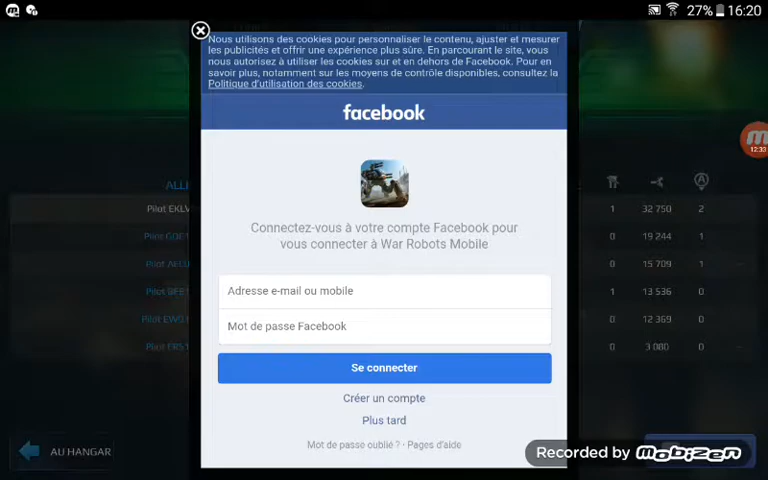 27% 16:20
Nous utilisons des cookies pour personnaliser le contenu, ajuster et mesurer
les publicités et offrir une expérience plus sûre. En parcourant le site, vous
nous autorisez à utiliser les cookies sur et en dehors de Facebook. Pour en
savoir plus, notamment sur les moyens de contrôle disponibles, consultez la
Politique d'utilisation des cookies.
facebook
12:33
ALLI
Pilot EKLV
1 32 750 2
Connectez-vous à votre compte Facebook pour
vous connecter à War Robots Mobile
0 19 244 1
0 15 709 1
Adresse e-mail ou mobile
1 13 536 0
Mot de passe Facebook
0 12 369 0
0 3 080 0
Se connecter
Créer un compte
Plus tard
Mot de passe oublié ? · Pages d'aide
AU HANGAR
Recorded by mobizen